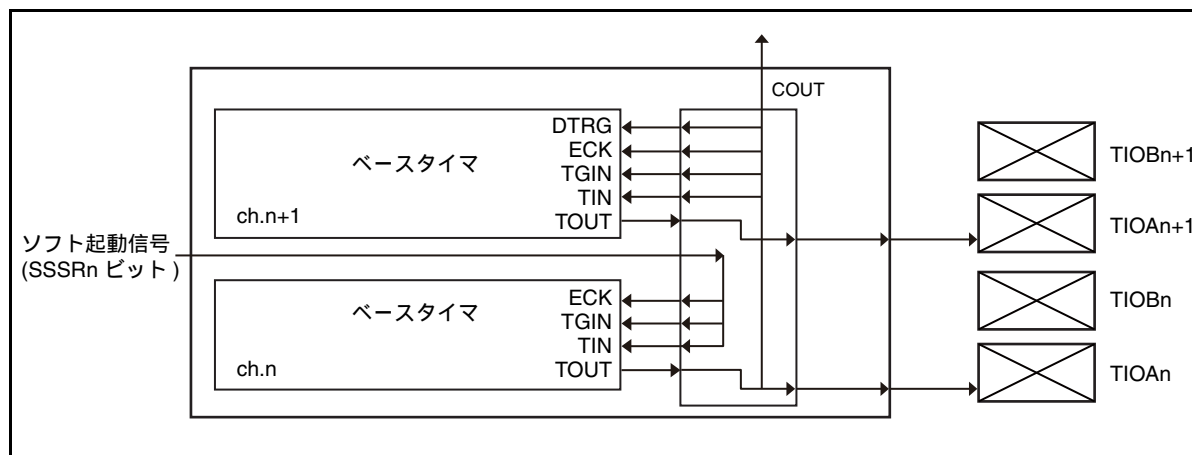 COUT
DTRG
ECK
TGIN
TIN
TOUT
ベースタイマ
ch.n+1
TIOBn+1
TIOAn+1
ソフト起動信号
(SSSRn ビット )
ECK
TGIN
TIN
TOUT
ベースタイマ
ch.n
TIOBn
TIOAn